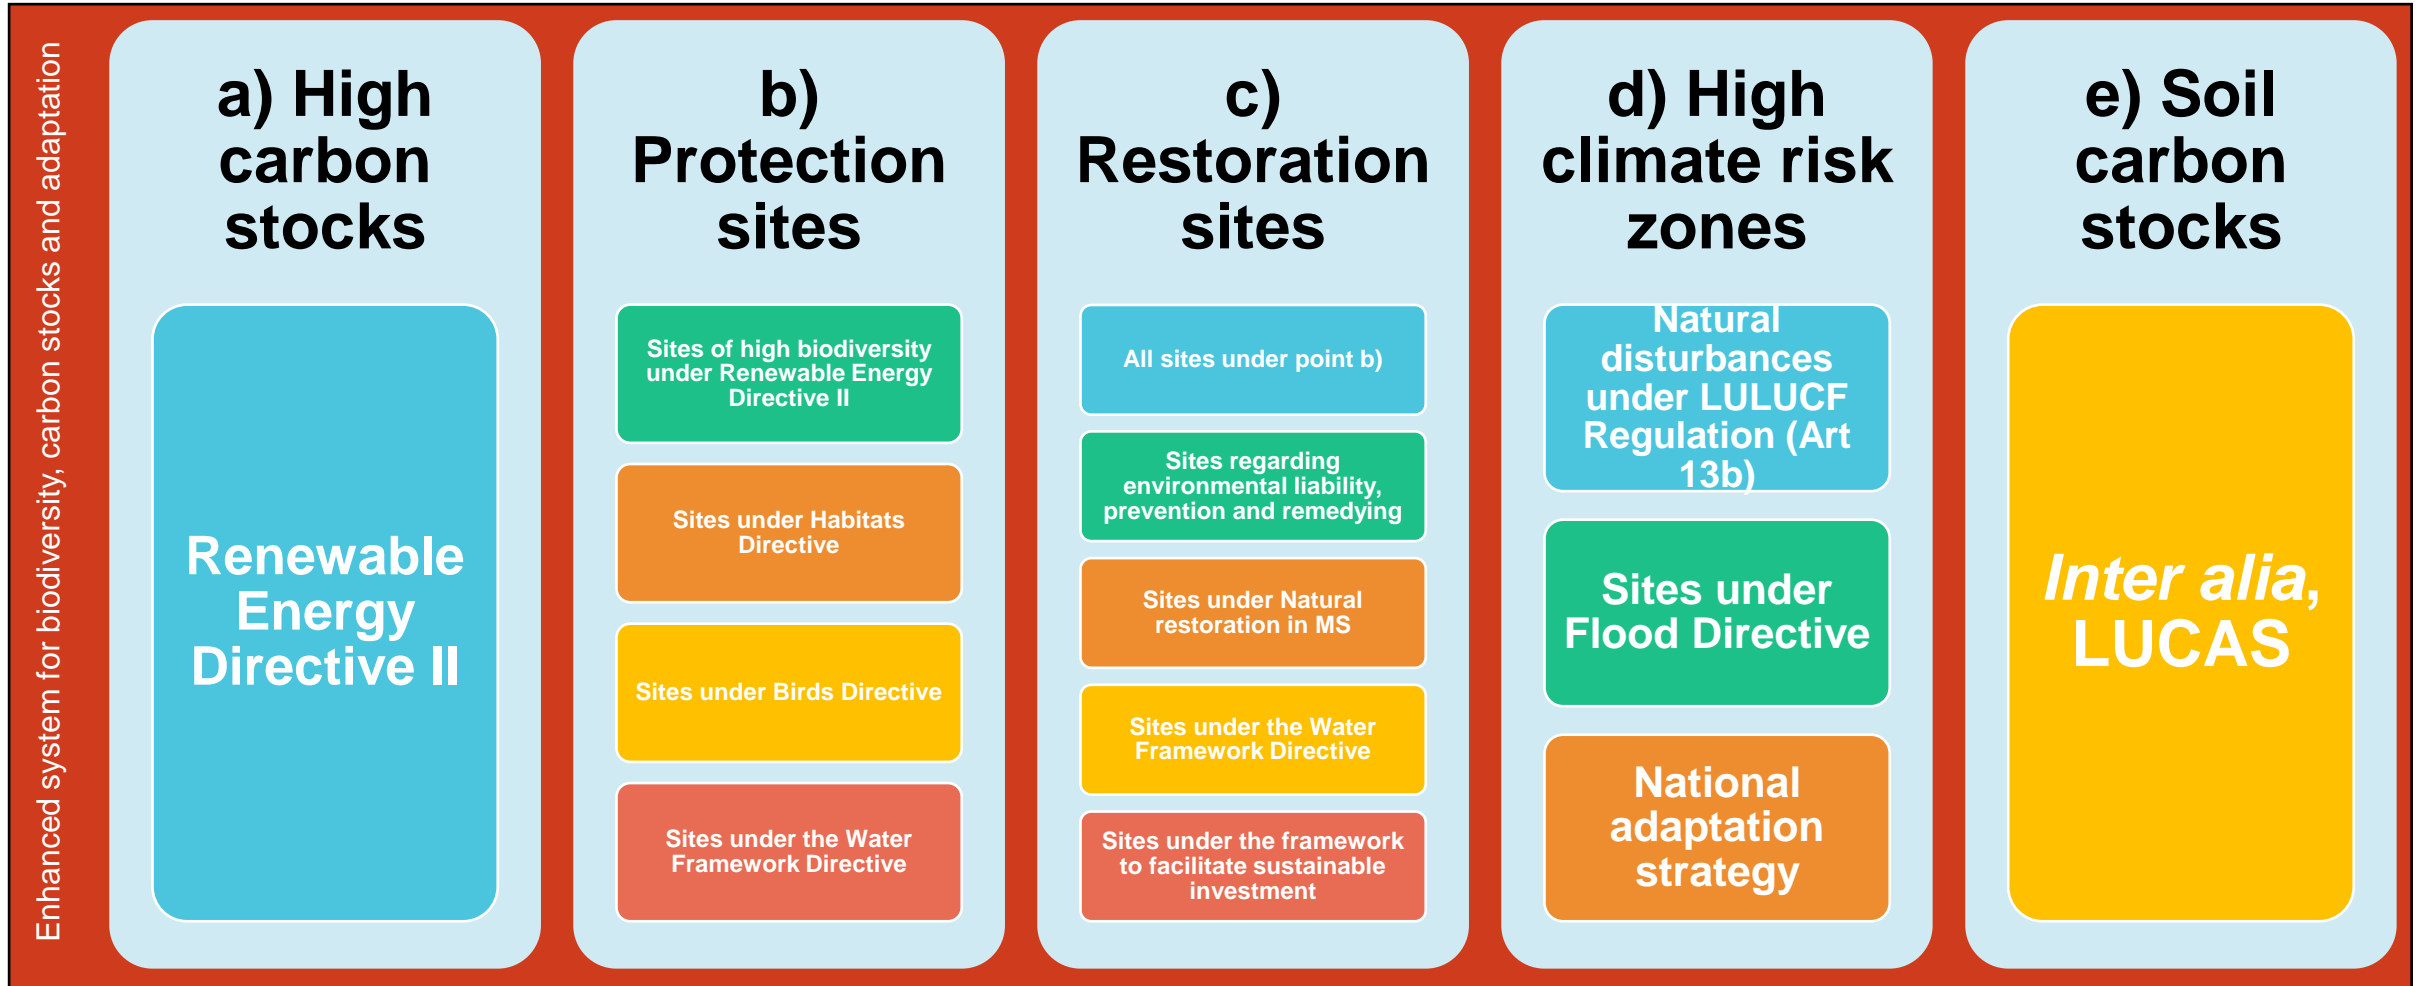 Enhanced system for biodiversity, carbon stocks and adaptation
a) High
carbon
stocks
Renewable
Energy
Directive II
b)
Protection
sites
Sites of high biodiversity
under Renewable Energy
Directive II
Sites under Habitats
Directive
Sites under Birds Directive
Sites under the Water
Framework Directive
c)
Restoration
sites
All sites under point b)
Sites regarding
environmental liability,
prevention and remedying
Sites under Natural
restoration in MS
Sites under the Water
Framework Directive
Sites under the framework
to facilitate sustainable
investment
d) High
climate risk
zones
Natural
disturbances
under LULUCF
Regulation (Art
13b)
Sites under
Flood Directive
National
adaptation
strategy
e) Soil
carbon
stocks
Inter alia,
LUCAS